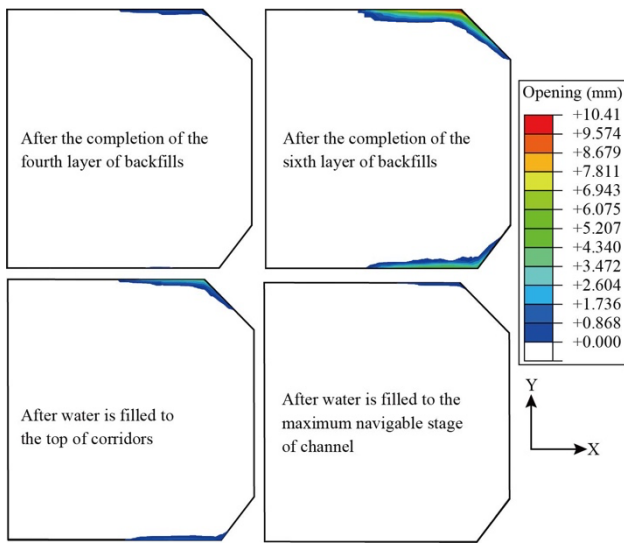 After the completion of the
fourth layer of backfills
After the completion of the
sixth layer of backfills
Opening (mm)
+10.41
+9.574
+8.679
+7.811
+6.943
+6.075
+5.207
+4.340
+3.472
+2.604
+1.736
+0.868
+0.000
After water is filled to
the top of corridors
After water is filled to the
maximum navigable stage
of channel
Y
X